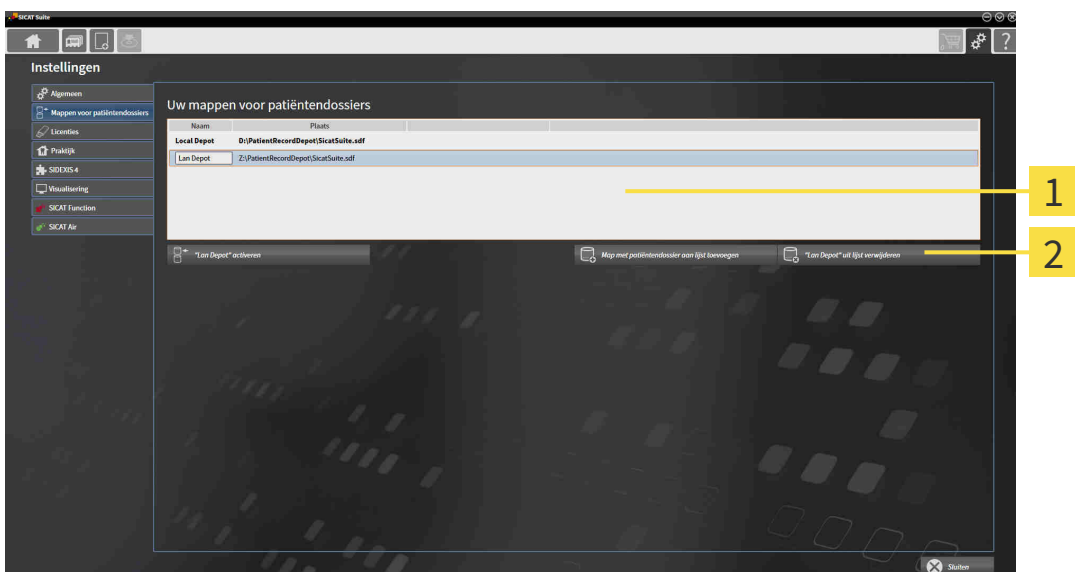 SICAT Suite
?
Instellingen
Algemeen
Mappen voor patiëntendossiers
Licenties
Praktijk
SIDEXIS 4
Visualisering
SICAT Function
SICAT Air
Uw mappen voor patiëntendossiers
Naam Plaats
Local Depot D:\PatientRecordDepot\SicatSuite.sdf
Lan Depot Z:\PatientRecordDepot\SicatSuite.sdf
1
"Lan Depot" activeren Map met patiëntendossier aan lijst toevoegen "Lan Depot" uit lijst verwijderen
2
Sluiten